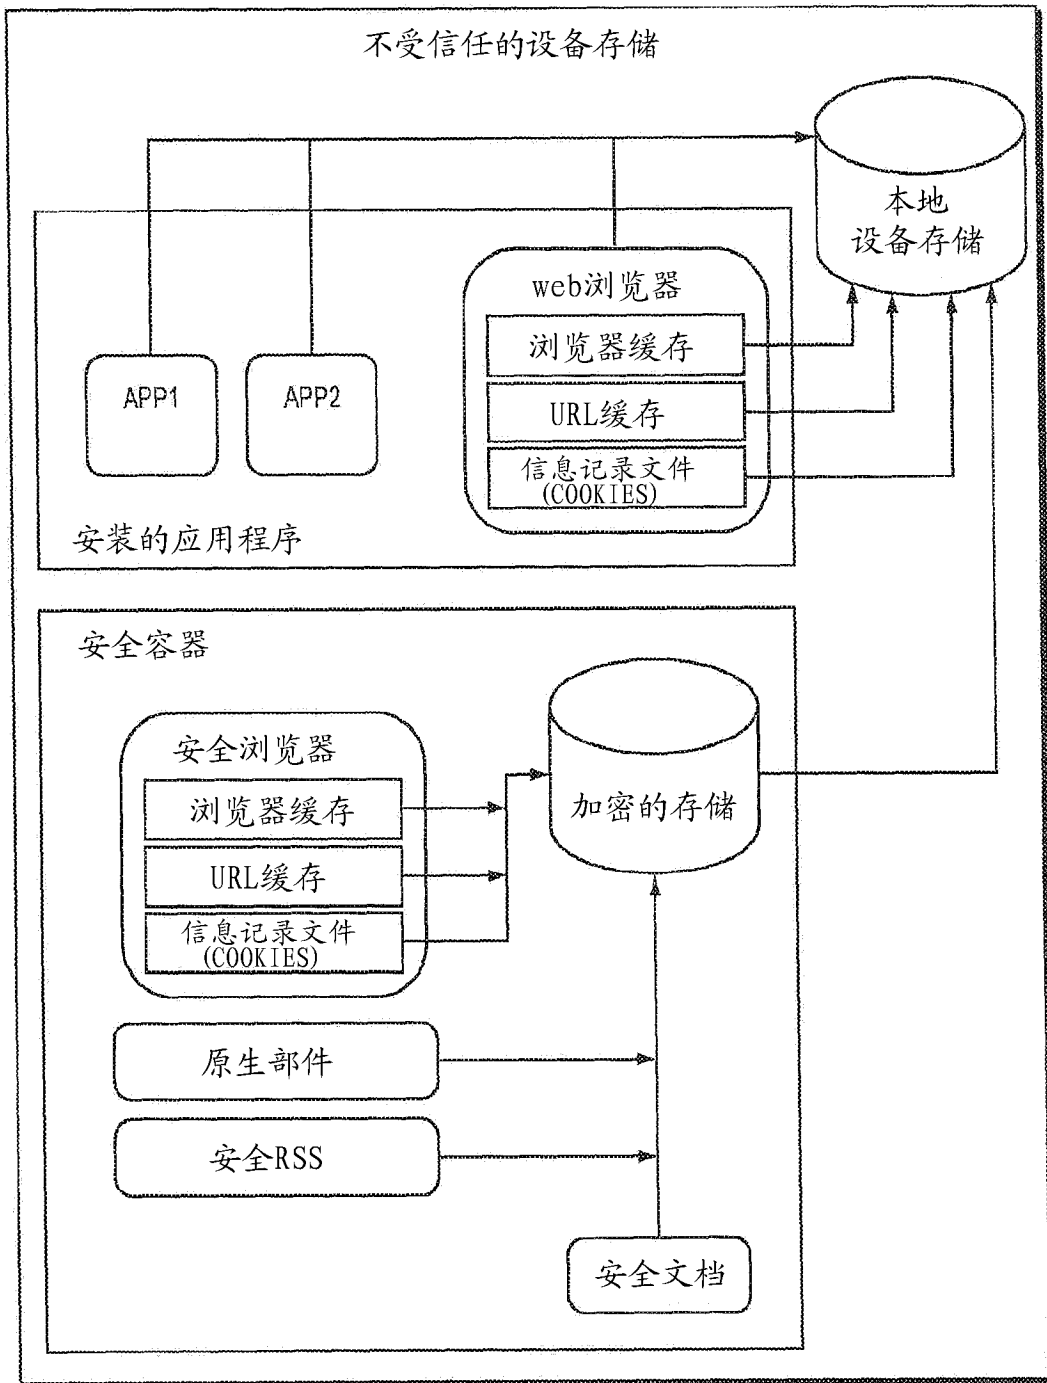 不受信任的设备存储
本地
设备存储
web浏览器
浏览器缓存
URL缓存
信息记录文件
(COOKIES)
APP1
APP2
安装的应用程序
安全容器
安全浏览器
浏览器缓存
URL缓存
信息记录文件
(COOKIES)
加密的存储
原生部件
安全RSS
安全文档